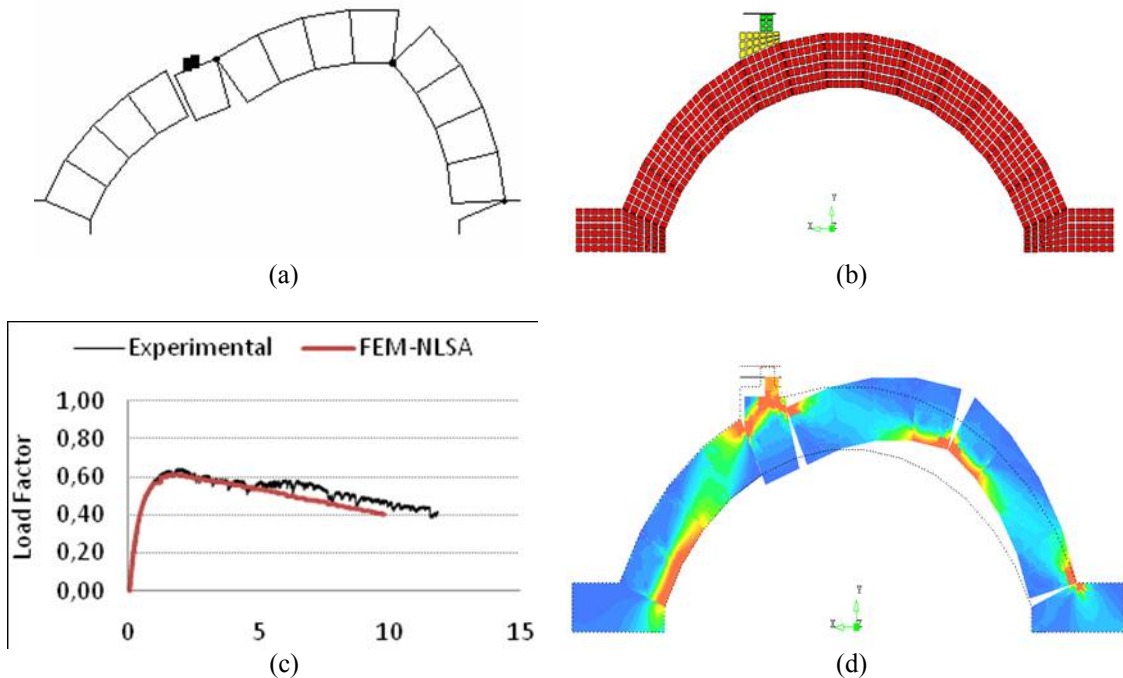 (a)
Y
X
Z
(b)
Experimental FEM-NLSA
Load Factor
1,00
0,80
0,60
0,40
0,20
0,00
0 5 10 15
(c)
Y
X
Z
(d)